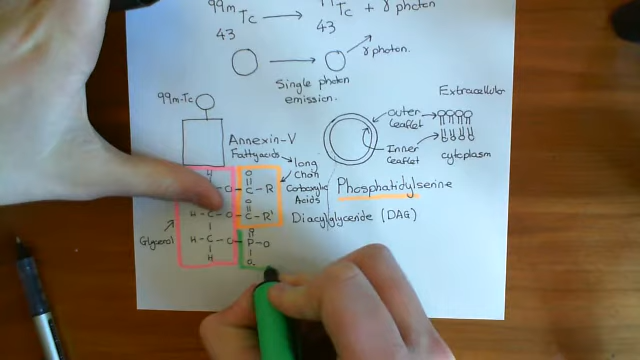 99m
Tc → Tc + γ photon
43 43
γ photon.
Single photon
emission.
99m-Tc
Annexin-V
Fatty acids
long
chain
Carboxylic
Acids
outer
leaflet
Inner
leaflet
Extracellular
cytoplasm
Phosphatidylserine
Diacylglyceride (DAG)
Glycerol
H
O
O
C-R
O
H-C-O-C-R'
O
H-C-O-P-O
H
O-